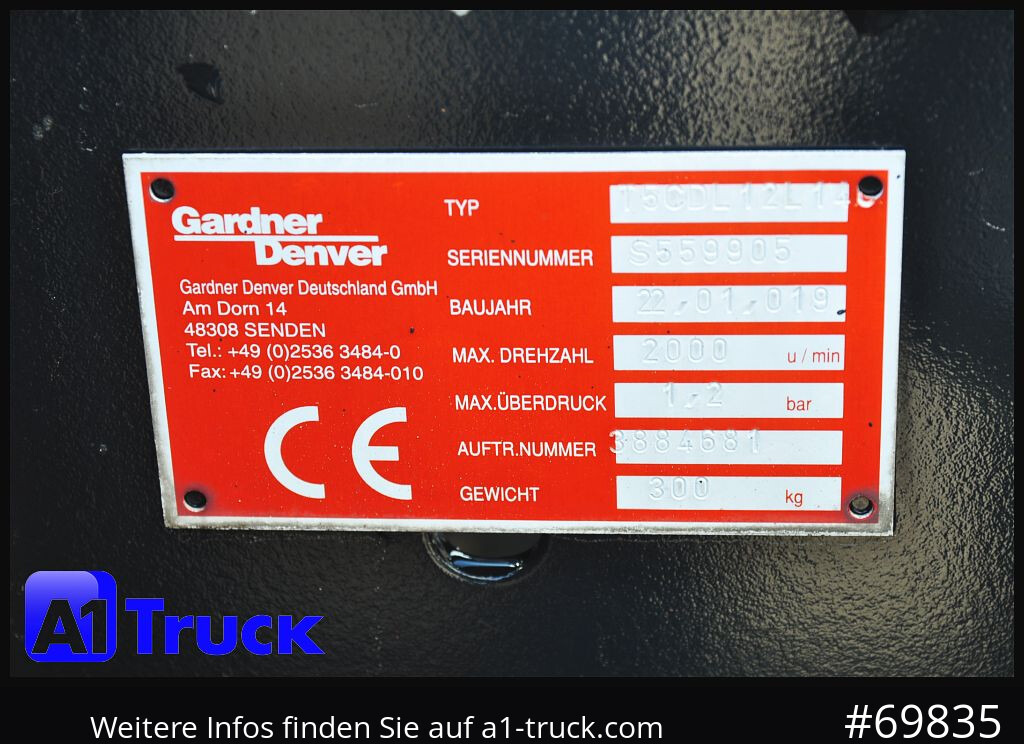 Gardner
Denver
Gardner Denver Deutschland GmbH
Am Dorn 14
48308 SENDEN
Tel.: +49 (0)2536 3484-0
Fax: +49 (0)2536 3484-010
CE
TYP T5CDL12L14
SERIENNUMMER S559905
BAUJAHR 22,01,019
MAX. DREHZAHL 2000 u / min
MAX.ÜBERDRUCK 1,2 bar
AUFTR.NUMMER 3884681
GEWICHT 300 kg
A1 Truck
Weitere Infos finden Sie auf a1-truck.com
#69835